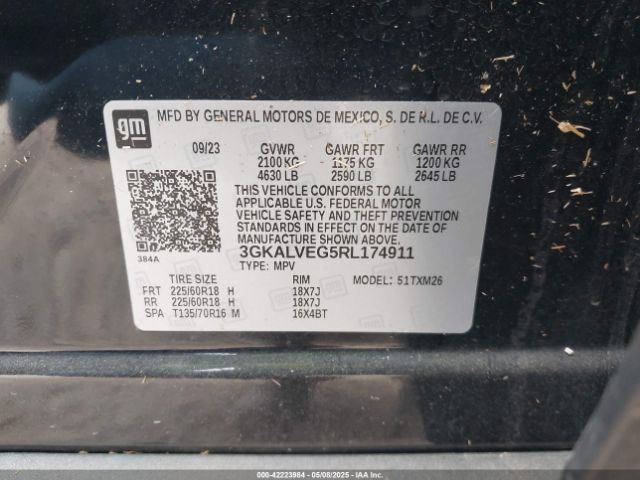 gm
MFD BY GENERAL MOTORS DE MEXICO, S. DE R.L. DE C.V.
09/23 GVWR GAWR FRT GAWR RR
2100 KG 1175 KG 1200 KG
4630 LB 2590 LB 2645 LB
THIS VEHICLE CONFORMS TO ALL
APPLICABLE U.S. FEDERAL MOTOR
VEHICLE SAFETY AND THEFT PREVENTION
STANDARDS IN EFFECT ON THE DATE OF
MANUFACTURE SHOWN ABOVE.
384A
3GKALVEG5RL174911
TYPE: MPV
TIRE SIZE RIM MODEL: 51TXM26
FRT 225/60R18 H 18X7J
RR 225/60R18 H 18X7J
SPA T135/70R16 M 16X4BT
000-42223984 - 05/08/2025 - IAAI.COM